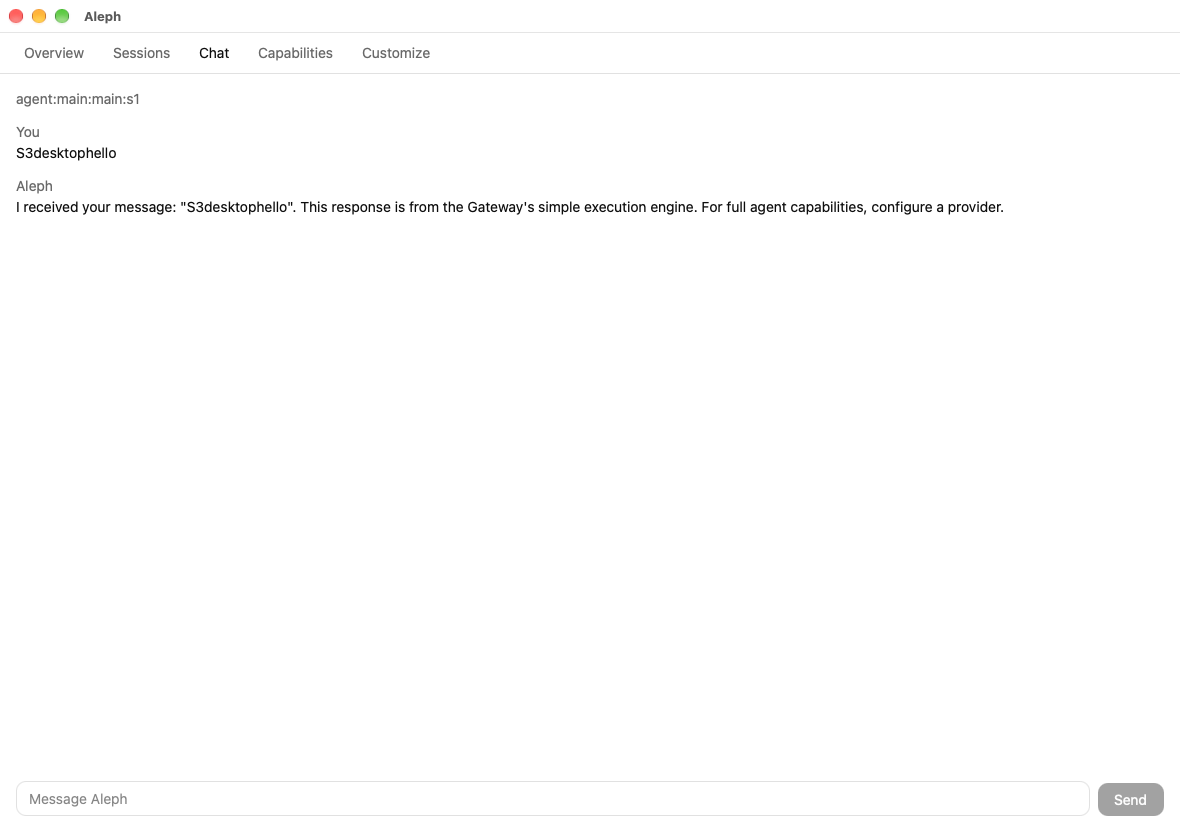 Aleph
Overview Sessions Chat Capabilities Customize
agent:main:main:s1
You
S3desktophello
Aleph
I received your message: "S3desktophello". This response is from the Gateway's simple execution engine. For full agent capabilities, configure a provider.
Message Aleph
Send